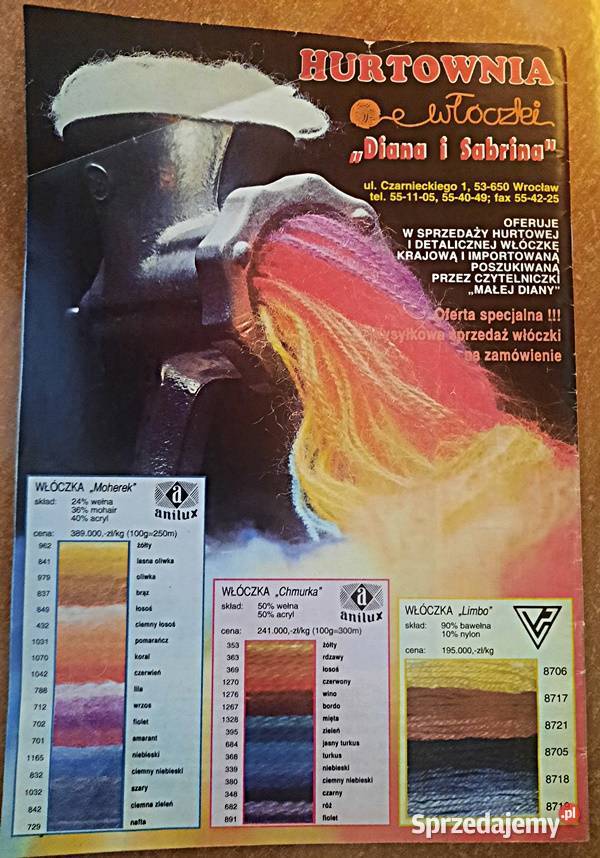 HURTOWNIA
włóczki
„Diana i Sabrina"
ul. Czarnieckiego 1, 53-650 Wrocław
tel. 55-11-05, 55-40-49; fax 55-42-25
OFERUJE
W SPRZEDAŻY HURTOWEJ
I DETALICZNEJ WŁÓCZKĘ
KRAJOWĄ I IMPORTOWANĄ
POSZUKIWANĄ
PRZEZ CZYTELNICZKI
„MAŁEJ DIANY"
Oferta specjalna !!!
Wysyłkowa sprzedaż włóczki
na zamówienie
WŁÓCZKA „Moherek"
skład: 24% wełna
36% mohair
40% acryl
anilux
cena: 389.000,-zł/kg (100g=250m)
962 żółty
841 jasna oliwka
979 oliwka
837 brąz
849 łosoś
432 ciemny łosoś
1031 pomarańcz
1070 koral
1042 czerwień
788 lila
712 wrzos
702 fiolet
701 amarant
1165 niebieski
832 ciemny niebieski
1032 szary
842 ciemna zieleń
729 nafta
WŁÓCZKA „Chmurka"
skład: 50% wełna
50% acryl
anilux
cena: 241.000,-zł/kg (100g=300m)
353 żółty
363 rdzawy
369 łosoś
1270 czerwony
1276 wino
1267 bordo
1328 mięta
395 zieleń
684 jasny turkus
368 turkus
339 niebieski
380 ciemny niebieski
348 czarny
682 róż
891 fiolet
WŁÓCZKA „Limbo"
skład: 90% bawełna
10% nylon
cena: 195.000,-zł/kg
8706
8717
8721
8705
8718
Sprzedajemy.pl